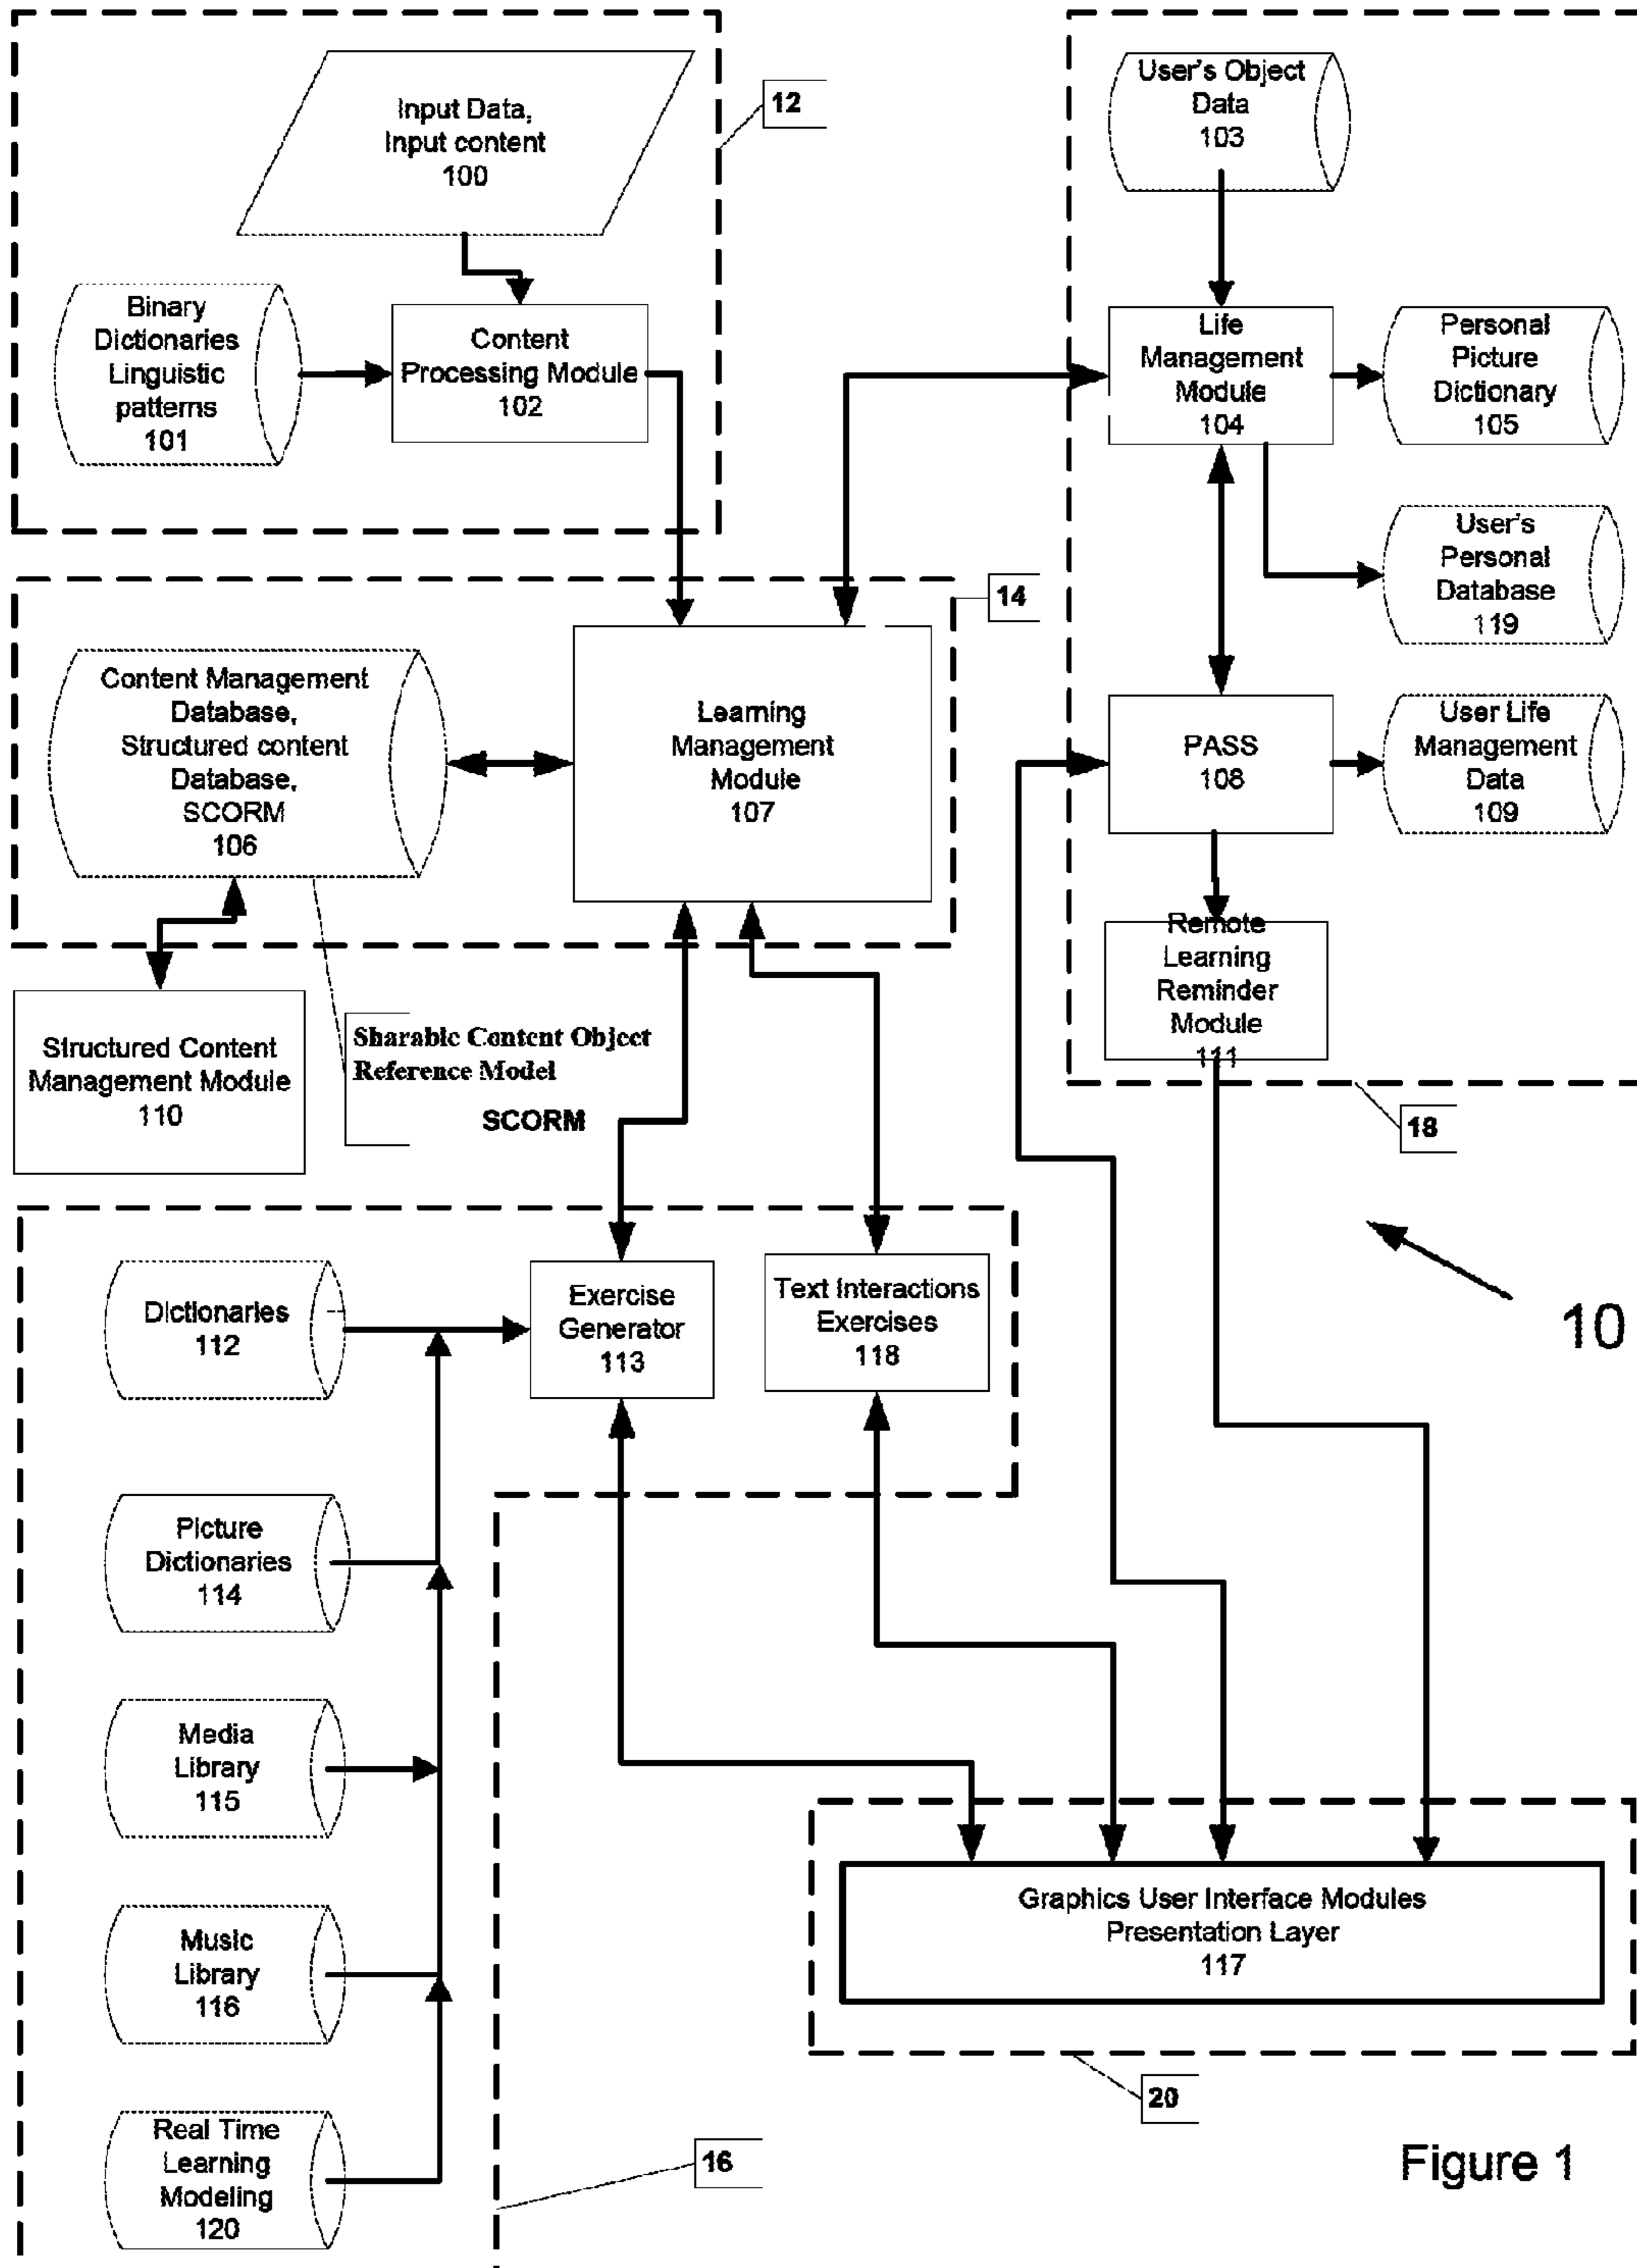 Input Data,
Input content
100
12
Binary
Dictionaries
Linguistic
patterns
101
Content
Processing Module
102
User's Object
Data
103
Life
Management
Module
104
Personal
Picture
Dictionary
105
User's
Personal
Database
119
14
Content Management
Database,
Structured content
Database,
SCORM
106
Learning
Management
Module
107
PASS
108
User Life
Management
Data
109
Remote
Learning
Reminder
Module
111
Structured Content
Management Module
110
Sharable Content Object
Reference Model
SCORM
18
10
Dictionaries
112
Exercise
Generator
113
Text Interactions
Exercises
118
Picture
Dictionaries
114
Media
Library
115
Music
Library
116
Real Time
Learning
Modeling
120
Graphics User Interface Modules
Presentation Layer
117
20
16
Figure 1